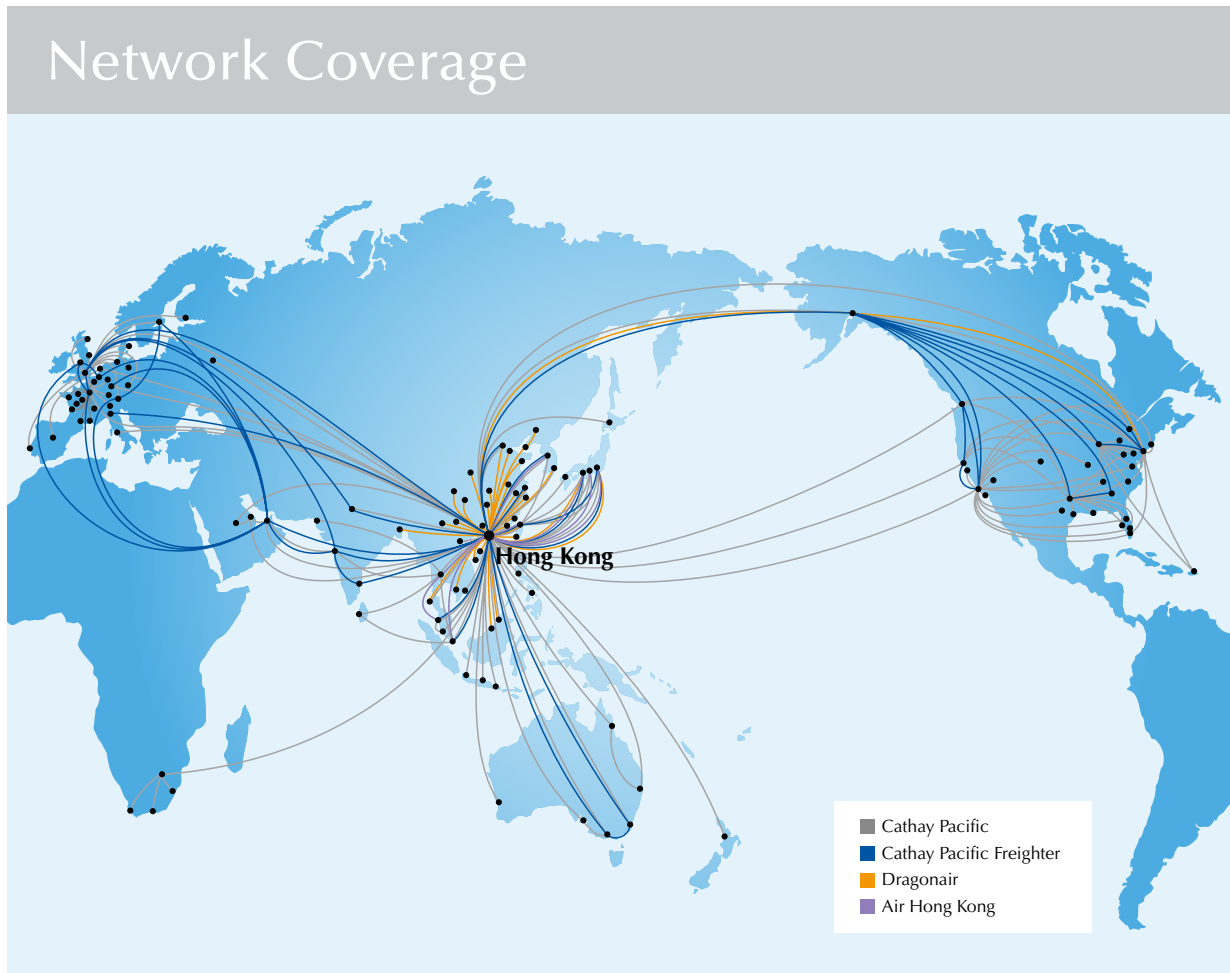 Network Coverage
Hong Kong
Cathay Pacific
Cathay Pacific Freighter
Dragonair
Air Hong Kong